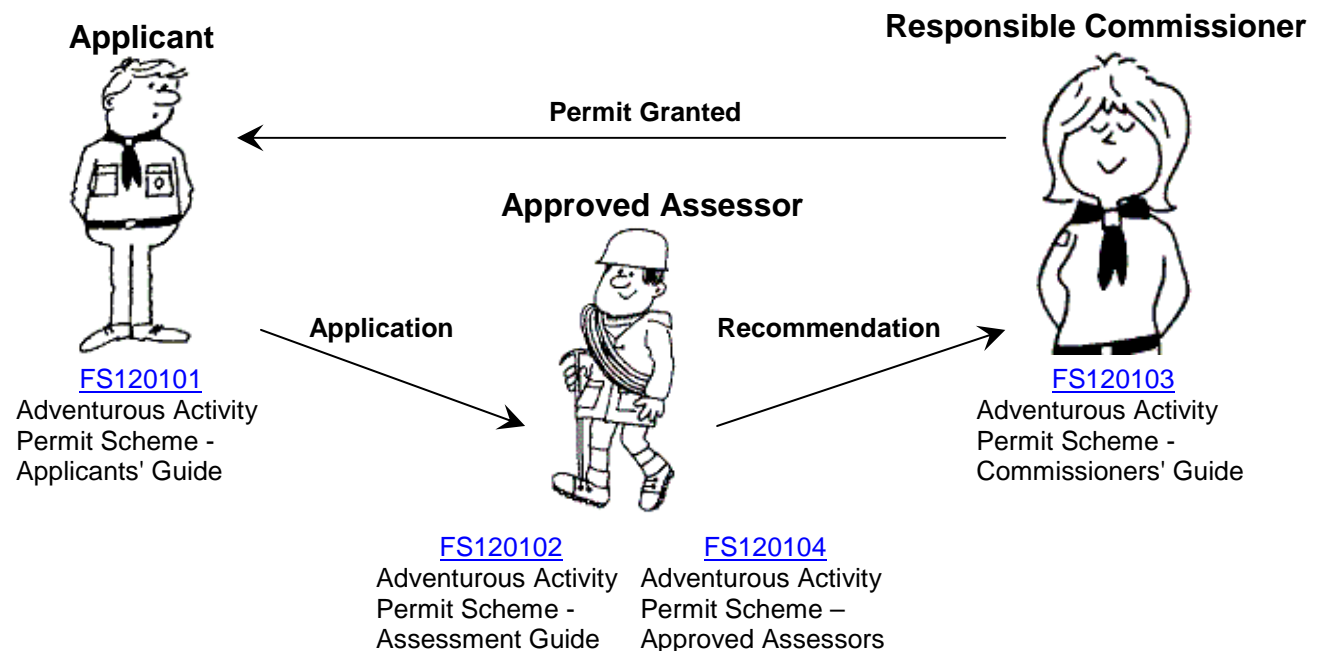 Applicant
Responsible Commissioner
Permit Granted
Approved Assessor
Application
Recommendation
FS120101
Adventurous Activity
Permit Scheme -
Applicants' Guide
FS120103
Adventurous Activity
Permit Scheme -
Commissioners' Guide
FS120102
Adventurous Activity
Permit Scheme -
Assessment Guide
FS120104
Adventurous Activity
Permit Scheme –
Approved Assessors